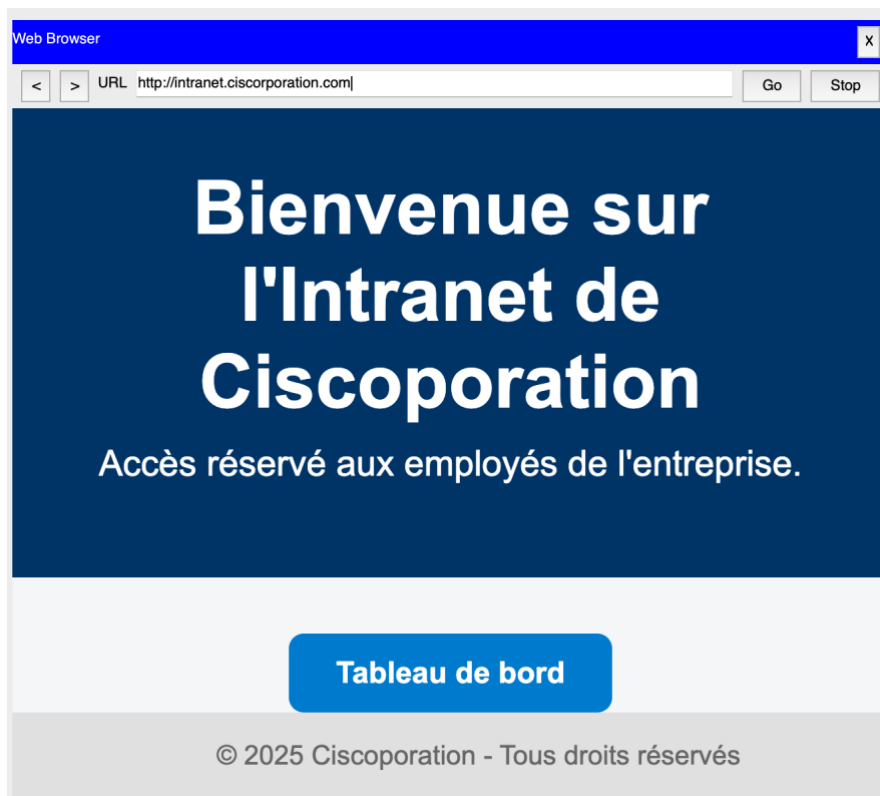 Web Browser
X
< > URL http://intranet.ciscorporation.com Go Stop
Bienvenue sur
l'Intranet de
Ciscoporation
Accès réservé aux employés de l'entreprise.
Tableau de bord
© 2025 Ciscoporation - Tous droits réservés